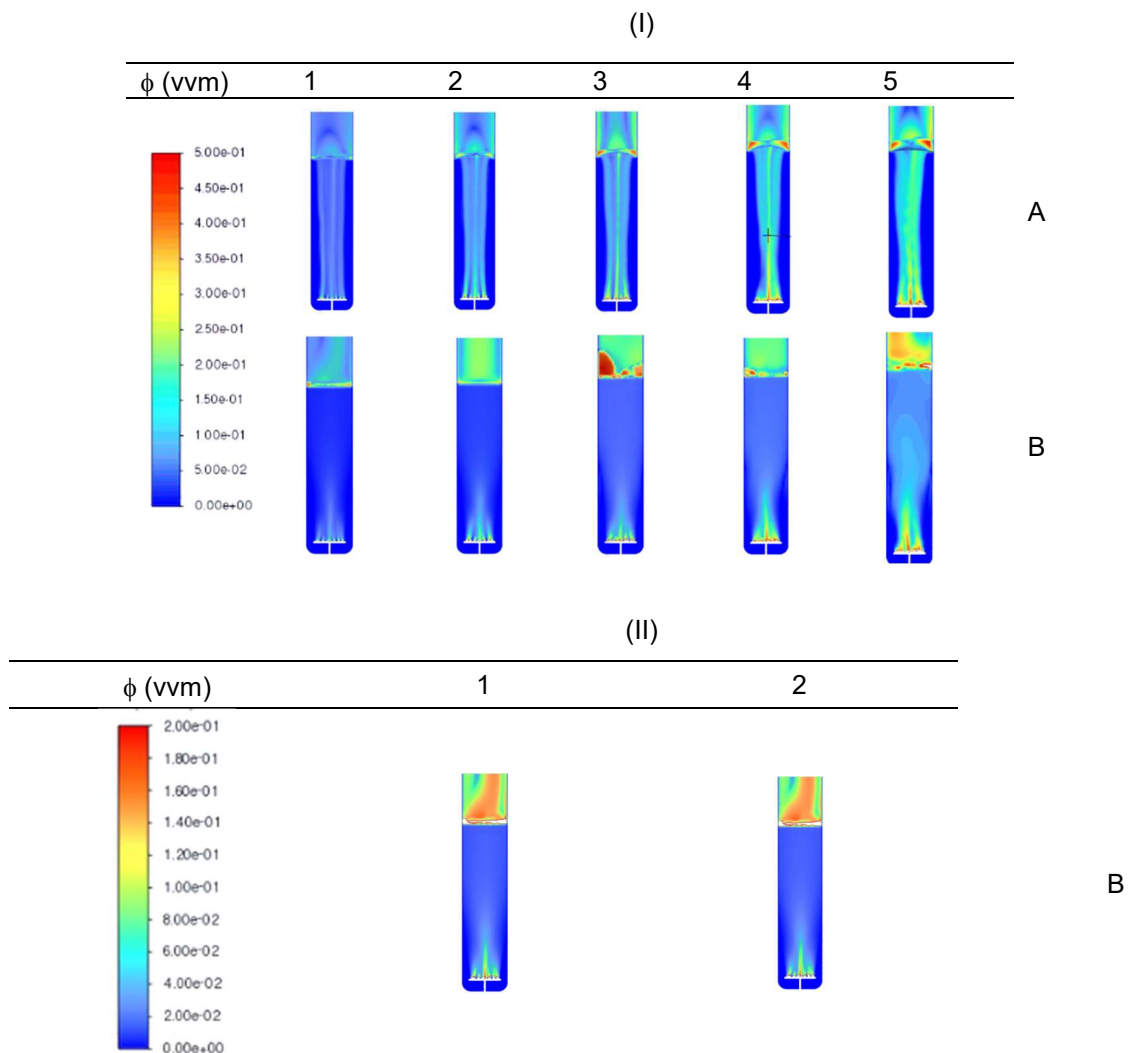 (I)
ϕ (vvm) 1 2 3 4 5
5.00e-01
4.50e-01
4.00e-01
3.50e-01
3.00e-01
2.50e-01
2.00e-01
1.50e-01
1.00e-01
5.00e-02
0.00e+00
A
B
(II)
ϕ (vvm) 1 2
2.00e-01
1.80e-01
1.60e-01
1.40e-01
1.20e-01
1.00e-01
8.00e-02
6.00e-02
4.00e-02
2.00e-02
0.00e+00
B